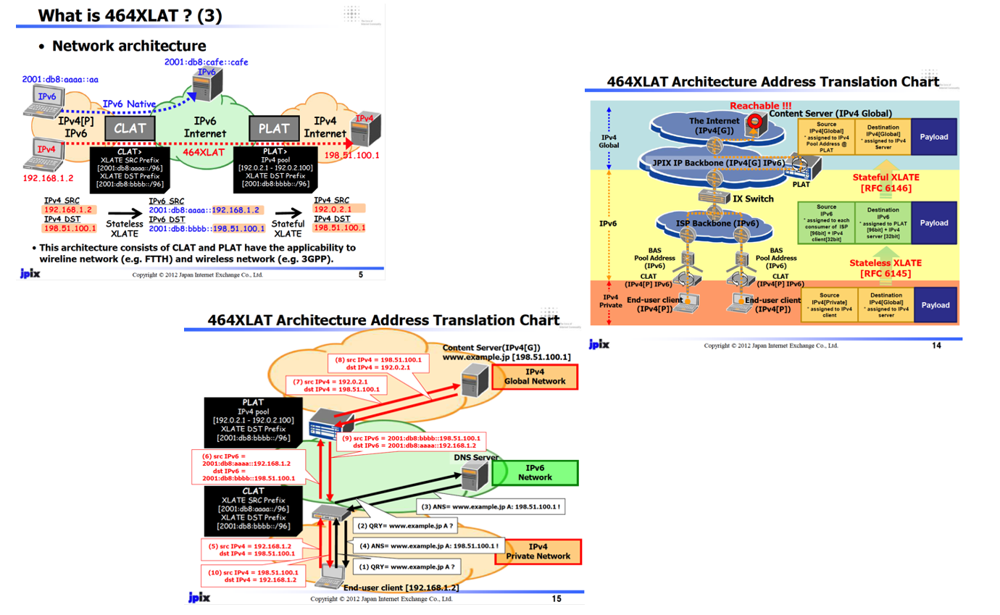 What is 464XLAT ? (3)
• Network architecture
2001:db8:cafe::cafe
IPv6
2001:db8:aaaa::aa
IPv6
IPv6 Native
IPv4[P]
IPv6
CLAT
IPv6
Internet
PLAT
IPv4
Internet
IPv4
IPv4
464XLAT
198.51.100.1
192.168.1.2
CLAT>
XLATE SRC Prefix
[2001:db8:aaaa::/96]
XLATE DST Prefix
[2001:db8:bbbb::/96]
PLAT>
IPv4 pool
[192.0.2.1 - 192.0.2.100]
XLATE DST Prefix
[2001:db8:bbbb::/96]
IPv4 SRC
192.168.1.2
IPv4 DST
198.51.100.1
Stateless
XLATE
IPv6 SRC
2001:db8:aaaa::192.168.1.2
IPv6 DST
2001:db8:bbbb::198.51.100.1
Stateful
XLATE
IPv4 SRC
192.0.2.1
IPv4 DST
198.51.100.1
• This architecture consists of CLAT and PLAT have the applicability to
wireline network (e.g. FTTH) and wireless network (e.g. 3GPP).
jpix
Copyright © 2012 Japan Internet Exchange Co., Ltd.
5
464XLAT Architecture Address Translation Chart
Reachable !!!
Content Server (IPv4 Global)
The Internet
(IPv4[G])
IPv4
Global
Source
IPv4[Global]
* assigned to IPv4
Pool Address @
PLAT
Destination
IPv4[Global]
* assigned to IPv4
Server
Payload
JPIX IP Backbone (IPv4[G] IPv6)
PLAT
Stateful XLATE
[RFC 6146]
IX Switch
IPv6
ISP Backbone (IPv6)
Source
IPv6
* assigned to each
consumer of ISP
[96bit] + IPv4
client[32bit]
Destination
IPv6
* assigned to PLAT
[96bit] + IPv4
server [32bit]
Payload
BAS
Pool Address
(IPv6)
BAS
Pool Address
(IPv6)
Stateless XLATE
[RFC 6145]
CLAT
(IPv4[P] IPv6)
CLAT
(IPv4[P] IPv6)
IPv4
Private
End-user client
(IPv4[P])
End-user client
(IPv4[P])
Source
IPv4[Private]
* assigned to IPv4
client
Destination
IPv4[Global]
* assigned to IPv4
server
Payload
jpix
Copyright © 2012 Japan Internet Exchange Co., Ltd.
14
464XLAT Architecture Address Translation Chart
Content Server(IPv4[G])
www.example.jp [198.51.100.1]
(8) src IPv4 = 198.51.100.1
dst IPv4 = 192.0.2.1
(7) src IPv4 = 192.0.2.1
dst IPv4 = 198.51.100.1
IPv4
Global Network
PLAT
IPv4 pool
[192.0.2.1 - 192.0.2.100]
XLATE DST Prefix
[2001:db8:bbbb::/96]
(9) src IPv6 = 2001:db8:bbbb::198.51.100.1
dst IPv6 = 2001:db8:aaaa::192.168.1.2
(6) src IPv6 =
2001:db8:aaaa::192.168.1.2
dst IPv6 =
2001:db8:bbbb::198.51.100.1
DNS Server
IPv6
Network
CLAT
XLATE SRC Prefix
[2001:db8:aaaa::/96]
XLATE DST Prefix
[2001:db8:bbbb::/96]
(3) ANS= www.example.jp A: 198.51.100.1 !
(2) QRY= www.example.jp A ?
(4) ANS= www.example.jp A: 198.51.100.1 !
(5) src IPv4 = 192.168.1.2
dst IPv4 = 198.51.100.1
IPv4
Private Network
(1) QRY= www.example.jp A ?
(10) src IPv4 = 198.51.100.1
dst IPv4 = 192.168.1.2
End-user client [192.168.1.2]
jpix
Copyright © 2012 Japan Internet Exchange Co., Ltd.
15